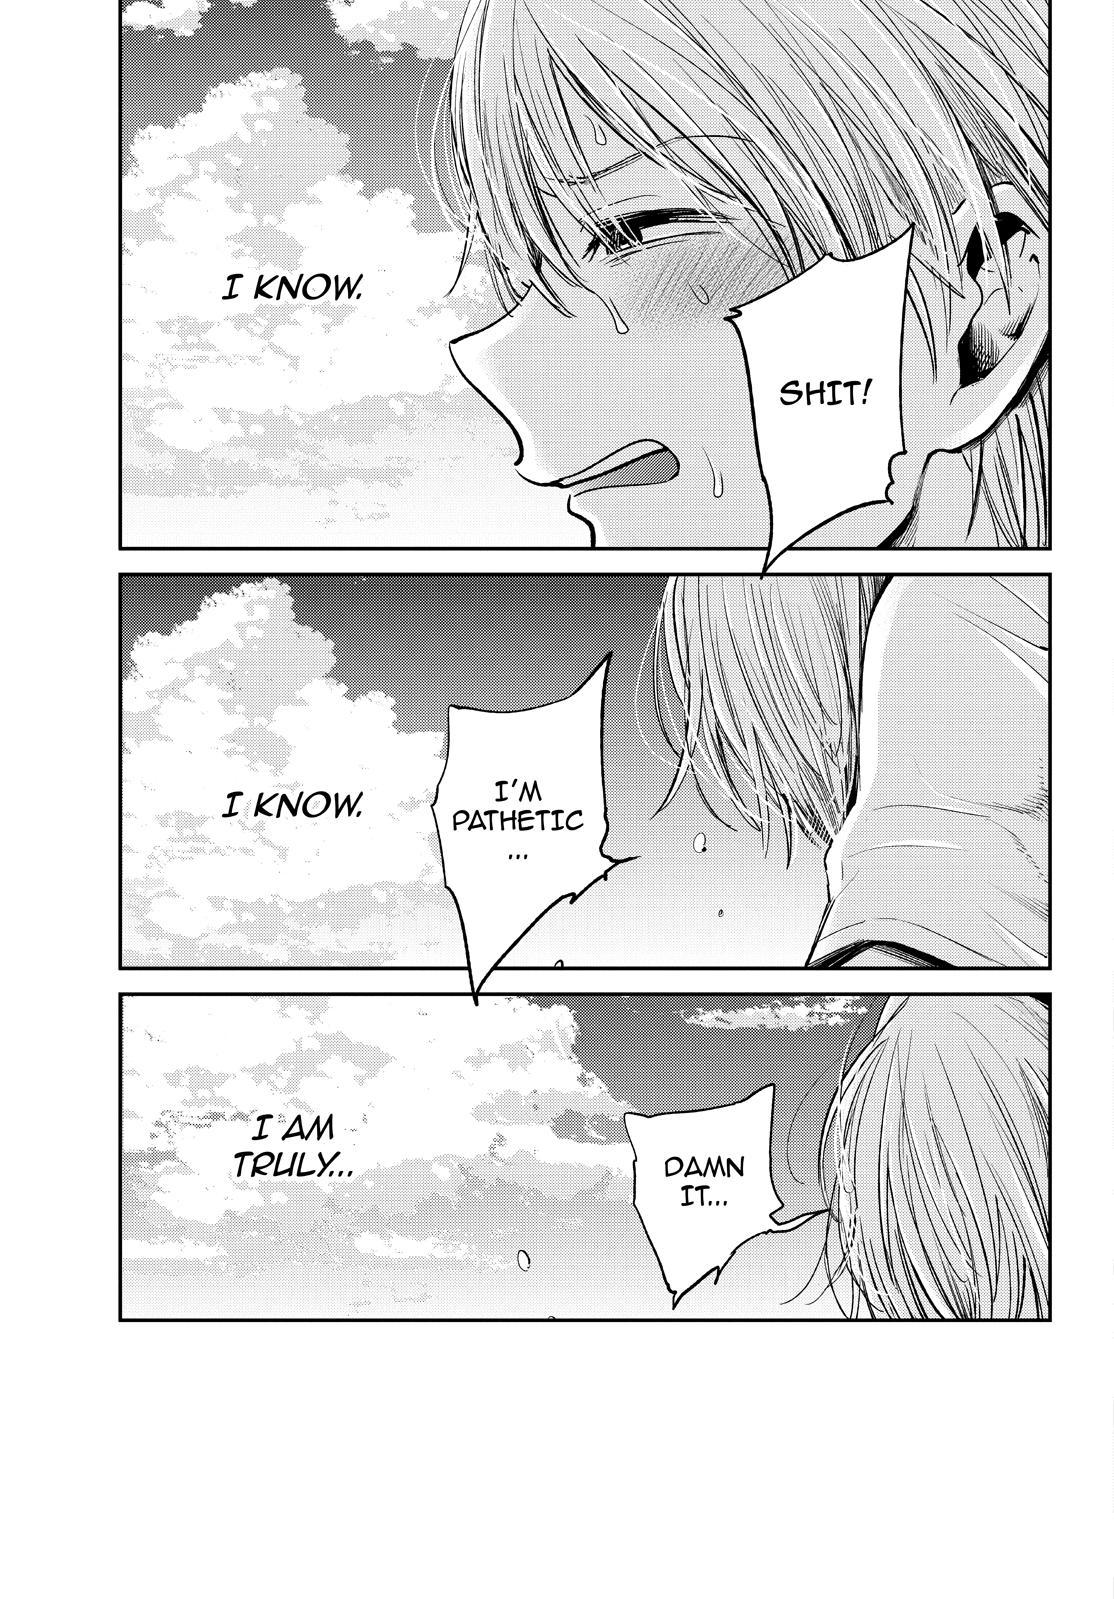 SHIT!
I KNOW.
I'M
PATHETIC
...
I KNOW.
DAMN
IT...
I AM
TRULY...